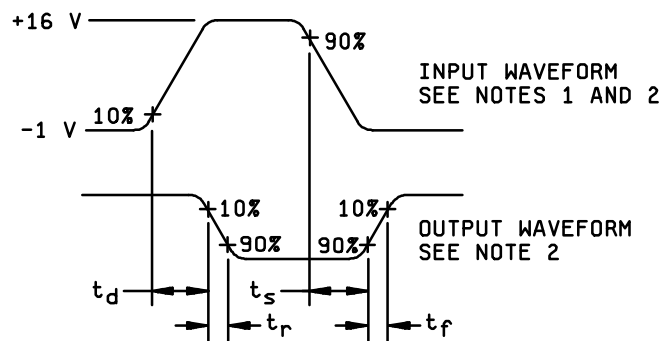 +16 V
90%
INPUT WAVEFORM
SEE NOTES 1 AND 2
10%
-1 V
10%
10%
90%
90%
OUTPUT WAVEFORM
SEE NOTE 2
td
ts
tr
tf